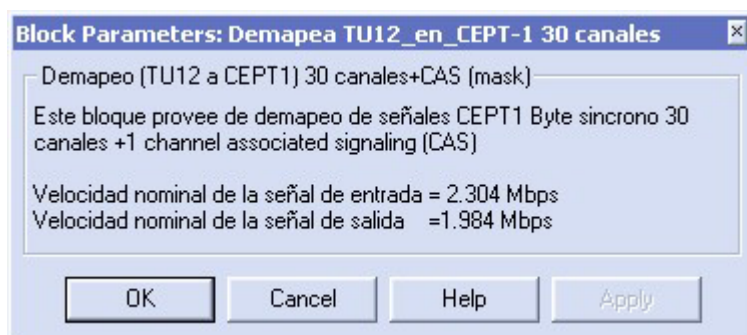 Block Parameters: Demapea TU12_en_CEPT-1 30 canales
Demapeo (TU12 a CEPT1) 30 canales+CAS (mask)
Este bloque provee de demapeo de señales CEPT1 Byte sincrono 30
canales +1 channel associated signaling (CAS)
Velocidad nominal de la señal de entrada = 2.304 Mbps
Velocidad nominal de la señal de salida =1.984 Mbps
OK Cancel Help Apply